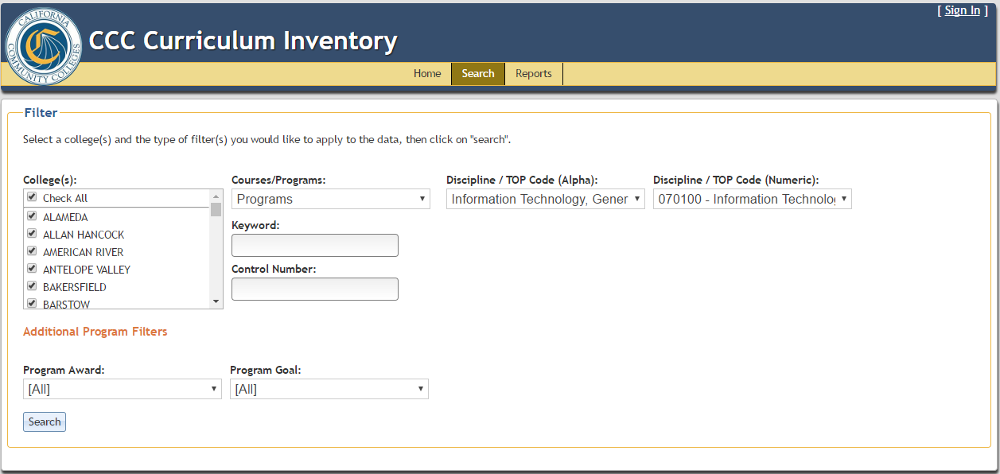 [ Sign In ]
CALIFORNIA
COMMUNITY COLLEGES
CCC Curriculum Inventory
Home Search Reports
Filter
Select a college(s) and the type of filter(s) you would like to apply to the data, then click on "search".
College(s): Courses/Programs: Discipline / TOP Code (Alpha): Discipline / TOP Code (Numeric):
Check All
Programs Information Technology, Gener 070100 - Information Technolog
ALAMEDA
Keyword:
ALLAN HANCOCK
AMERICAN RIVER
ANTELOPE VALLEY
Control Number:
BAKERSFIELD
BARSTOW
Additional Program Filters
Program Award: Program Goal:
[All] [All]
Search